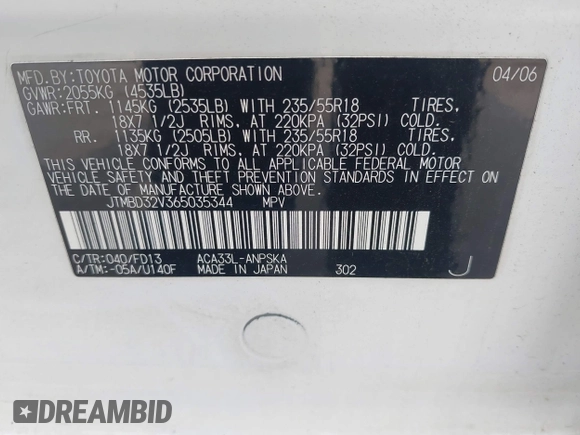 MFD.BY:TOYOTA MOTOR CORPORATION 04/06
GVWR:2055KG (4535LB)
GAWR:FRT. 1145KG (2535LB) WITH 235/55R18 TIRES,
18X7 1/2J RIMS, AT 220KPA (32PSI) COLD.
RR. 1135KG (2505LB) WITH 235/55R18 TIRES,
18X7 1/2J RIMS, AT 220KPA (32PSI) COLD.
THIS VEHICLE CONFORMS TO ALL APPLICABLE FEDERAL MOTOR
VEHICLE SAFETY AND THEFT PREVENTION STANDARDS IN EFFECT ON
THE DATE OF MANUFACTURE SHOWN ABOVE.
JTMBD32V365035344 MPV
C/TR:040/FD13 ACA33L-ANPSKA
A/TM:-05A/U140F MADE IN JAPAN 302 J
DREAMBID